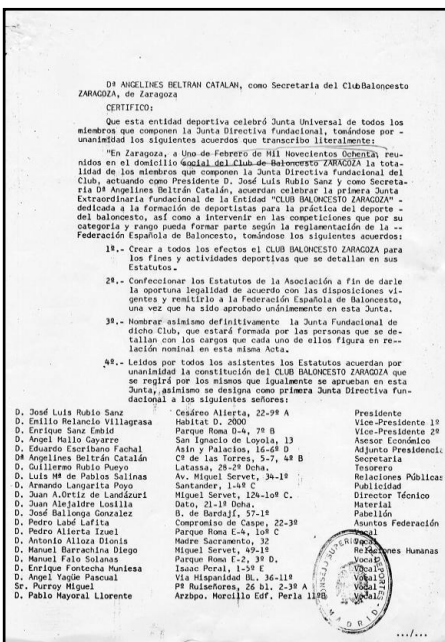 Dª ANGELINES BELTRAN CATALAN, como Secretaria del Club Baloncesto
ZARAGOZA, de Zaragoza
CERTIFICO:
Que esta entidad deportiva celebró Junta Universal de todos los
miembros que componen la Junta Directiva fundacional, tomándose por -
unanimidad los siguientes acuerdos que transcribo literalmente:
"En Zaragoza, a Uno de Febrero de Mil Novecientos Ochenta, reu-
nidos en el domicilio social del Club de Baloncesto ZARAGOZA la tota-
lidad de los miembros que componen la Junta Directiva fundacional del
Club, actuando como Presidente D. José Luis Rubio Sanz y como Secreta-
ria Dª Angelines Beltrán Catalán, acuerdan celebrar la primera Junta
Extraordinaria fundacional de la Entidad "CLUB BALONCESTO ZARAGOZA" -
dedicada a la formación de deportistas para la práctica del deporte -
del baloncesto, así como a intervenir en las competiciones que por su
categoria y rango pueda formar parte según la reglamentación de la --
Federación Española de Baloncesto, tomándose los siguientes acuerdos:
1º.- Crear a todos los efectos el CLUB BALONCESTO ZARAGOZA para
los fines y actividades deportivas que se detallan en sus
Estatutos.
2º.- Confeccionar los Estatutos de la Asociación a fin de darle
la oportuna legalidad de acuerdo con las disposiciones vi-
gentes y remitirlo a la Federación Española de Baloncesto,
una vez que ha sido aprobado unánimemente en esta Junta.
3º.- Nombrar asimismo definitivamente la Junta Fundacional de
dicho Club, que estará formada por las personas que se de-
tallan con los cargos que cada uno de ellos figura en re--
lación nominal en esta misma Acta.
4º.- Leidos por todos los asistentes los Estatutos acuerdan por
unanimidad la constitución del CLUB BALONCESTO ZARAGOZA que
se regirá por los mismos que igualmente se aprueban en esta
Junta, asimismo se designa como primera Junta Directiva fun-
dacional a los siguientes señores:
D. José Luis Rubio Sanz Cesáreo Alierta, 22-9º A Presidente
D. Emilio Relancio Villagrasa Habitat D. 2000 Vice-Presidente 1º
D. Enrique Sanz Embid Parque Roma D-4, 7º B Vice-Presidente 2º
D. Angel Mallo Gayarre San Ignacio de Loyola, 13 Asesor Económico
D. Eduardo Escribano Fachal Asin y Palacios, 16-6º D Adjunto Presidenci
Dª Angelines Beltrán Catalán Cº de las Torres, 5-7, 4º B Secretaria
D. Guillermo Rubio Pueyo Latassa, 28-2º Dcha. Tesorero
D. Luis Mª de Pablos Salinas Av. Miguel Servet, 34-1º Relaciones Públicas
D. Armando Langarita Poyo Santander, 1-4º C Publicidad
D. Juan A.Ortiz de Landázuri Miguel Servet, 124-10º C. Director Técnico
D. Juan Alejaldre Losilla Dato, 21-1º Dcha. Material
D. José Ballonga Gonzalez B. de Bardají, 57-1º Pabellón
D. Pedro Labé Lafita Compromiso de Caspe, 22-3º Asuntos Federación
D. Pedro Alierta Izuel Parque Roma E-4, 10º C Vocal
D. Antonio Alloza Dionis Madre Sacramento, 32 Vocal
D. Manuel Barrachina Diego Miguel Servet, 49-1º Relaciones Humanas
D. Manuel Falo Solanas Parque Roma E-2, 3º D. Vocal
D. Enrique Fontecha Muniesa Isaac Peral, 1-5º E Vocal
D. Angel Yagüe Pascual Via Hispanidad BL. 36-11º Vocal
Sr. Purroy Miguel Pº Ruiseñores, 26 bl. 2-3º A Vocal
D. Pablo Mayoral Llorente Arzbpo. Morcillo Edf. Perla 11ºB Vocal
CONSEJO SUPERIOR DE DEPORTES
MADRID
.../...